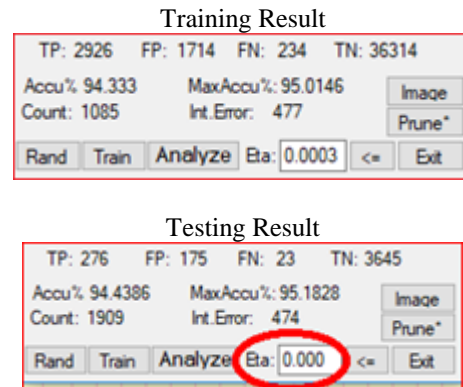 Training Result
TP: 2926 FP: 1714 FN: 234 TN: 36314
Accu% 94.333 MaxAccu%: 95.0146 Image
Count: 1085 Int.Error: 477
Prune*
Rand Train Analyze Eta: 0.0003 <= Exit
Testing Result
TP: 276 FP: 175 FN: 23 TN: 3645
Accu% 94.4386 MaxAccu%: 95.1828 Image
Count: 1909 Int.Error: 474
Prune*
Rand Train Analyze Eta: 0.000 <= Exit